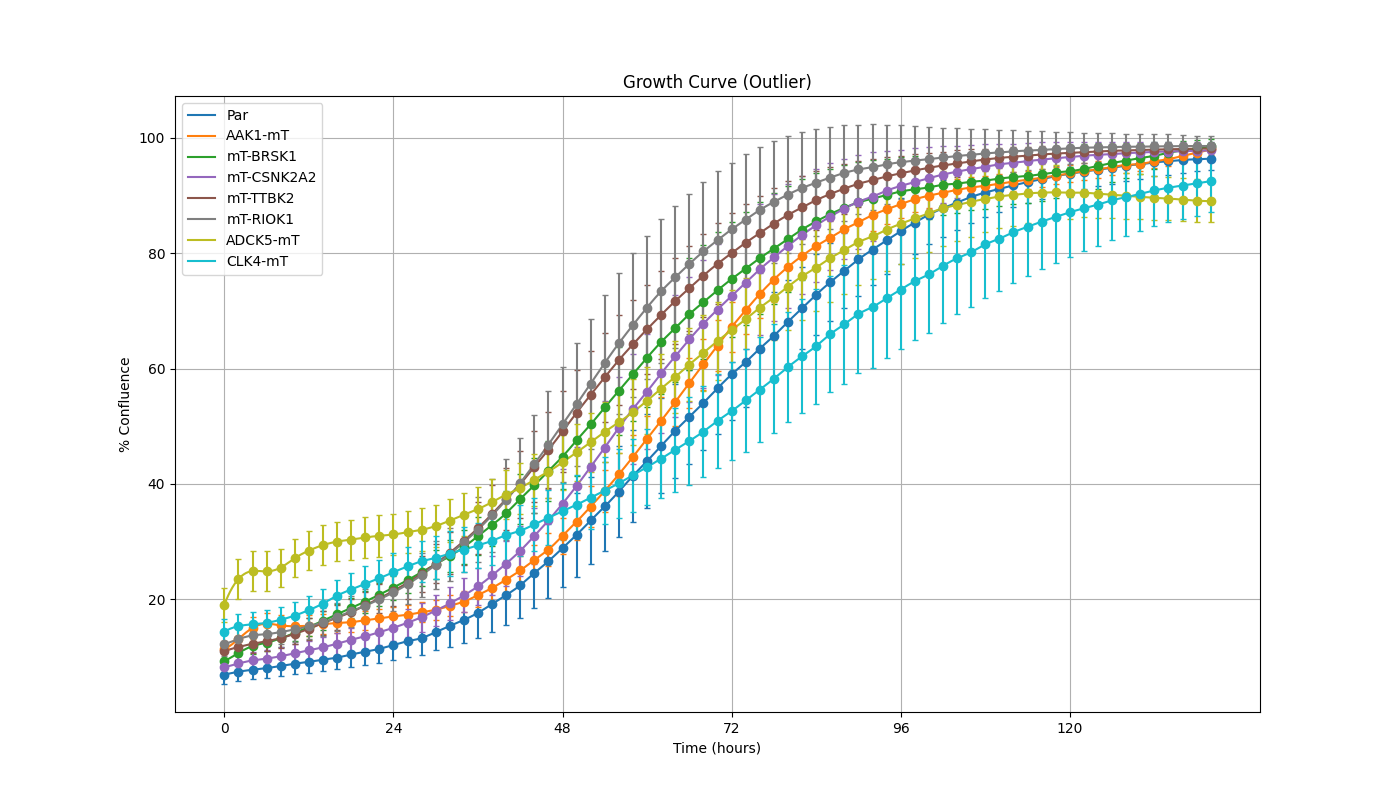 Growth Curve (Outlier)
Par
AAK1-mT
mT-BRSK1
mT-CSNK2A2
mT-TTBK2
mT-RIOK1
ADCK5-mT
CLK4-mT
% Confluence
100
80
60
40
20
0 24 48 72 96 120
Time (hours)